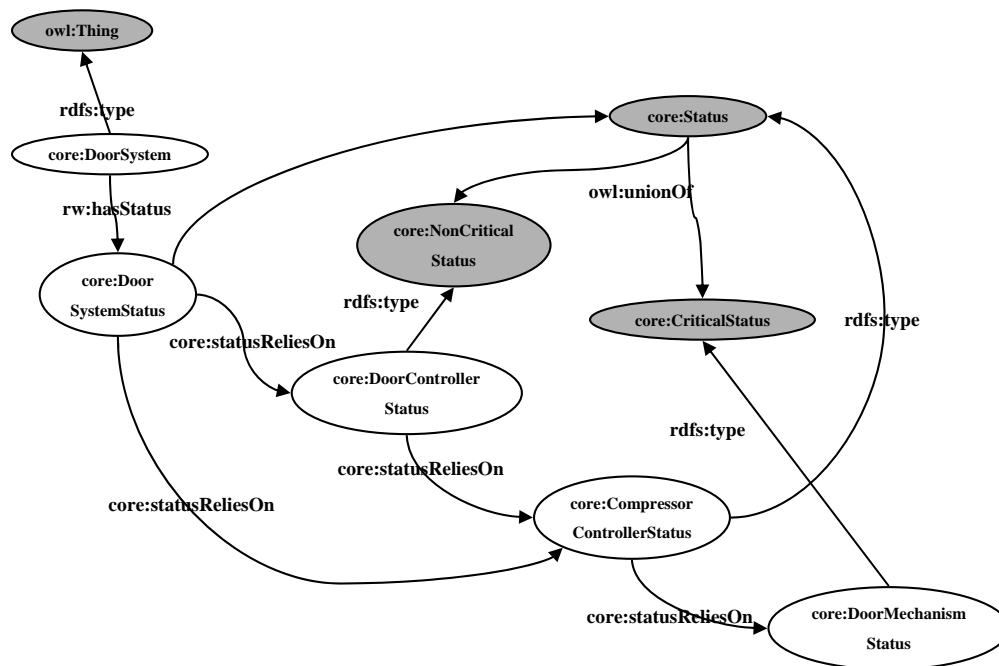 owl:Thing
rdfs:type
core:Status
core:DoorSystem
owl:unionOf
rw:hasStatus
core:NonCritical
Status
core:Door
SystemStatus
rdfs:type
core:CriticalStatus
rdfs:type
core:statusReliesOn
core:DoorController
Status
rdfs:type
core:statusReliesOn
core:statusReliesOn
core:Compressor
ControllerStatus
core:statusReliesOn
core:DoorMechanism
Status